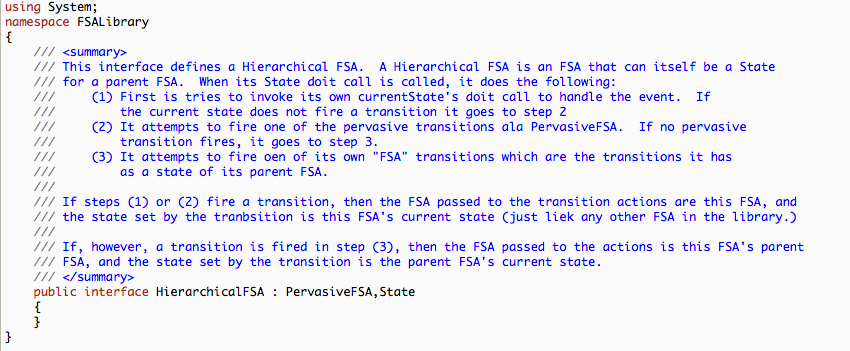 using System;
namespace FSALibrary
{
/// <summary>
/// This interface defines a Hierarchical FSA.  A Hierarchical FSA is an FSA that can itself be a State
/// for a parent FSA.  When its State doit call is called, it does the following:
///     (1) First is tries to invoke its own currentState's doit call to handle the event.  If
///         the current state does not fire a transition it goes to step 2
///     (2) It attempts to fire one of the pervasive transitions ala PervasiveFSA.  If no pervasive
///         transition fires, it goes to step 3.
///     (3) It attempts to fire oen of its own "FSA" transitions which are the transitions it has
///         as a state of its parent FSA.
///
/// If steps (1) or (2) fire a transition, then the FSA passed to the transition actions are this FSA, and
/// the state set by the tranbsition is this FSA's current state (just liek any other FSA in the library.)
///
/// If, however, a transition is fired in step (3), then the FSA passed to the actions is this FSA's parent
/// FSA, and the state set by the transition is the parent FSA's current state.
/// </summary>
public interface HierarchicalFSA : PervasiveFSA,State
{
}
}